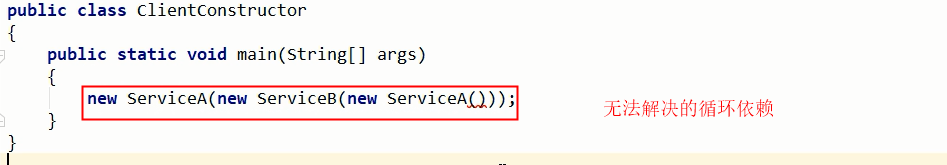 public class ClientConstructor
{
public static void main(String[] args)
{
new ServiceA(new ServiceB(new ServiceA()));
无法解决的循环依赖
}
}